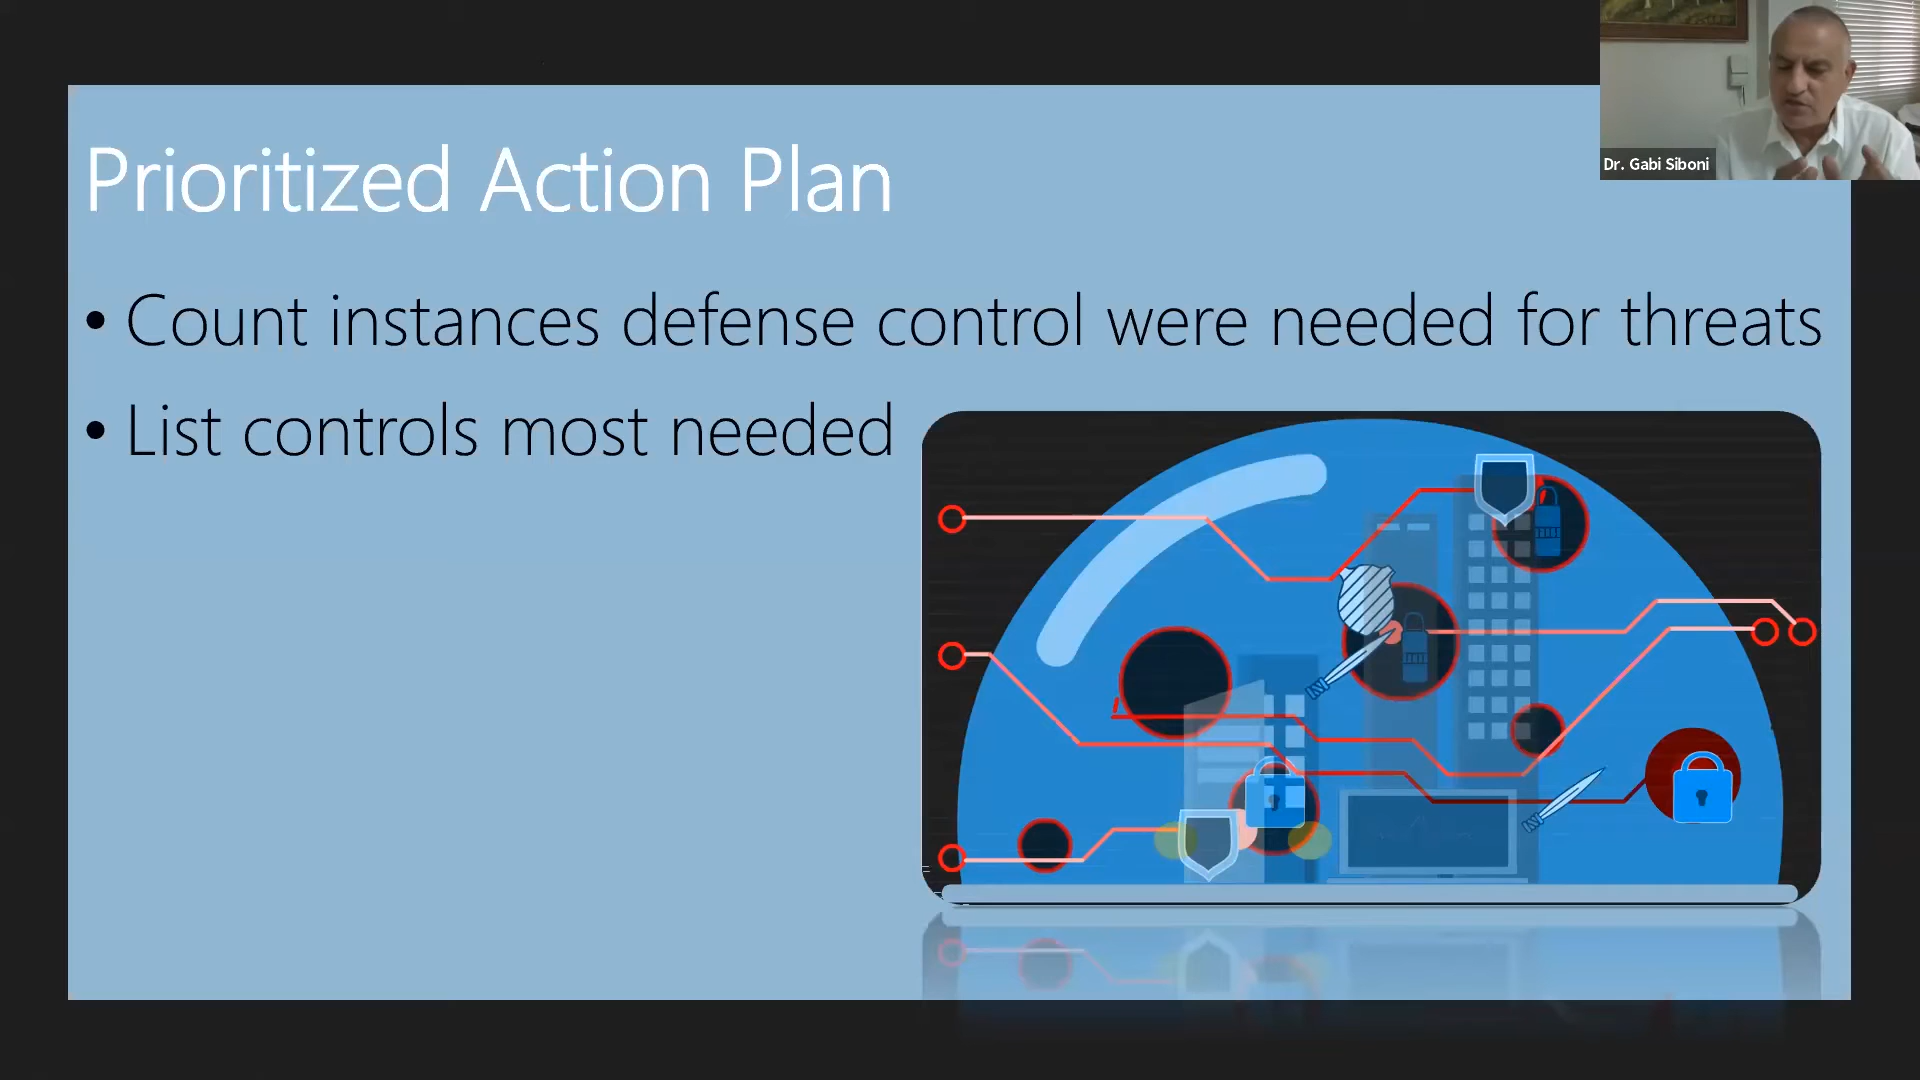 Dr. Gabi Siboni
Prioritized Action Plan
• Count instances defense control were needed for threats
• List controls most needed